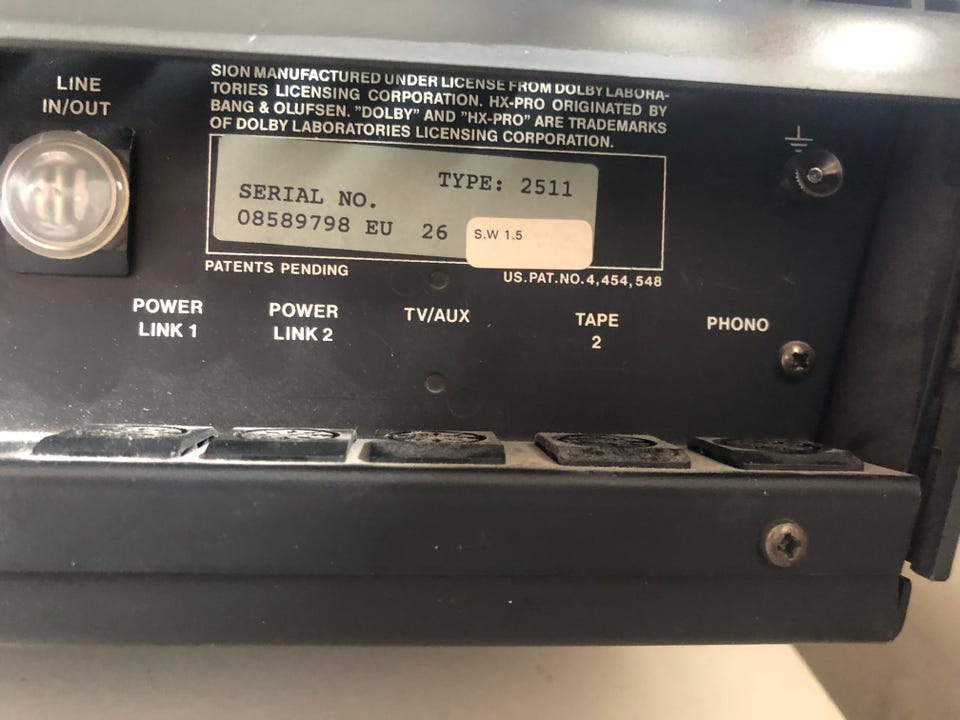 LINE
IN/OUT
SION MANUFACTURED UNDER LICENSE FROM DOLBY LABORA-
TORIES LICENSING CORPORATION. HX-PRO ORIGINATED BY
BANG & OLUFSEN. "DOLBY" AND "HX-PRO" ARE TRADEMARKS
OF DOLBY LABORATORIES LICENSING CORPORATION.
TYPE: 2511
SERIAL NO.
08589798 EU 26
S.W 1.5
PATENTS PENDING
US.PAT.NO.4,454,548
POWER
LINK 1
POWER
LINK 2
TV/AUX
TAPE
2
PHONO